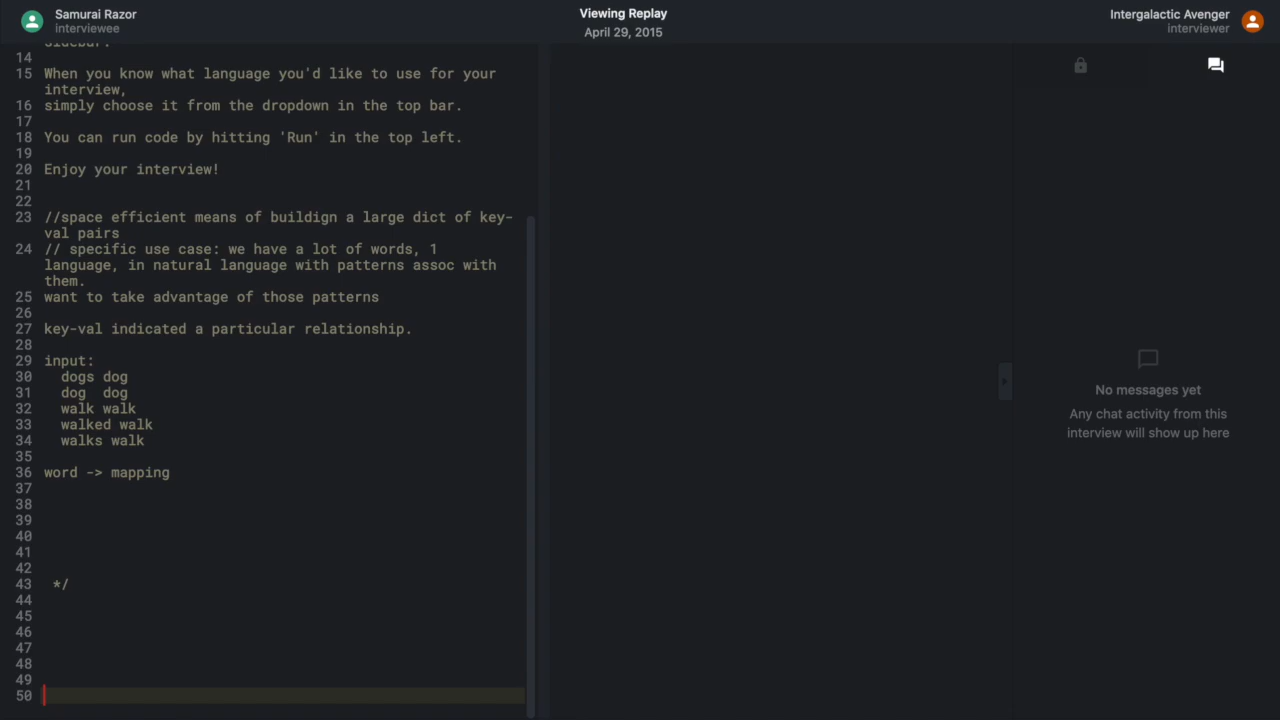 Samurai Razor
interviewee
Viewing Replay
April 29, 2015
Intergalactic Avenger
interviewer
sidebar.
14
15 When you know what language you'd like to use for your
interview,
16 simply choose it from the dropdown in the top bar.
17
18 You can run code by hitting 'Run' in the top left.
19
20 Enjoy your interview!
21
22
23 //space efficient means of buildign a large dict of key-
val pairs
24 // specific use case: we have a lot of words, 1
language, in natural language with patterns assoc with
them.
25 want to take advantage of those patterns
26
27 key-val indicated a particular relationship.
28
29 input:
30 dogs dog
31 dog  dog
32 walk walk
33 walked walk
34 walks walk
35
36 word -> mapping
37
38
39
40
41
42
43 */
44
45
46
47
48
49
50
No messages yet
Any chat activity from this
interview will show up here